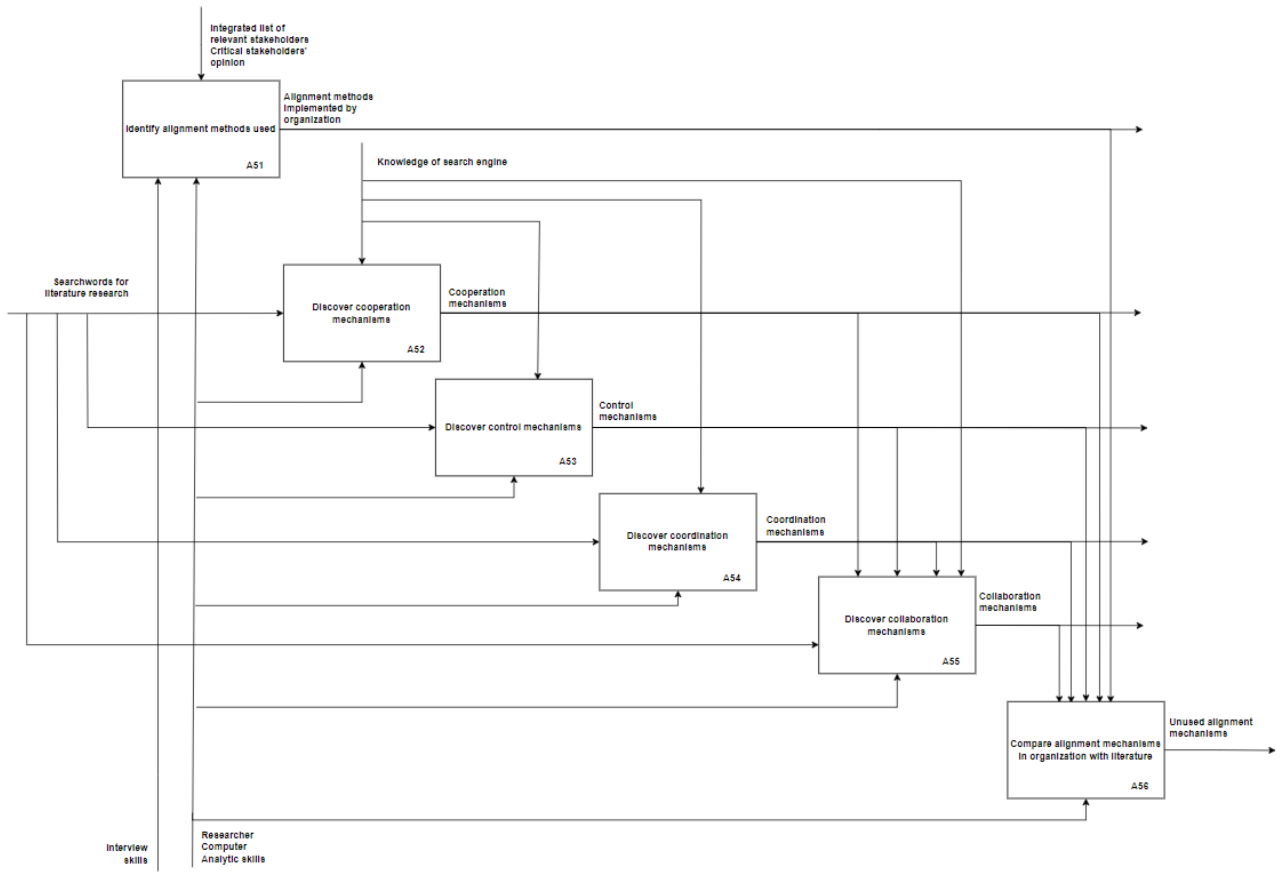 Integrated list of
relevant stakeholders
Critical stakeholders'
opinion
Identify alignment methods used
A51
Alignment methods
implemented by
organization
Knowledge of search engine
Searchwords for
literature research
Discover cooperation
mechanisms
A52
Cooperation
mechanisms
Discover control mechanisms
A53
Control
mechanisms
Discover coordination
mechanisms
A54
Coordination
mechanisms
Discover collaboration
mechanisms
A55
Collaboration
mechanisms
Compare alignment mechanisms
in organization with literature
A56
Unused alignment
mechanisms
Interview
skills
Researcher
Computer
Analytic skills